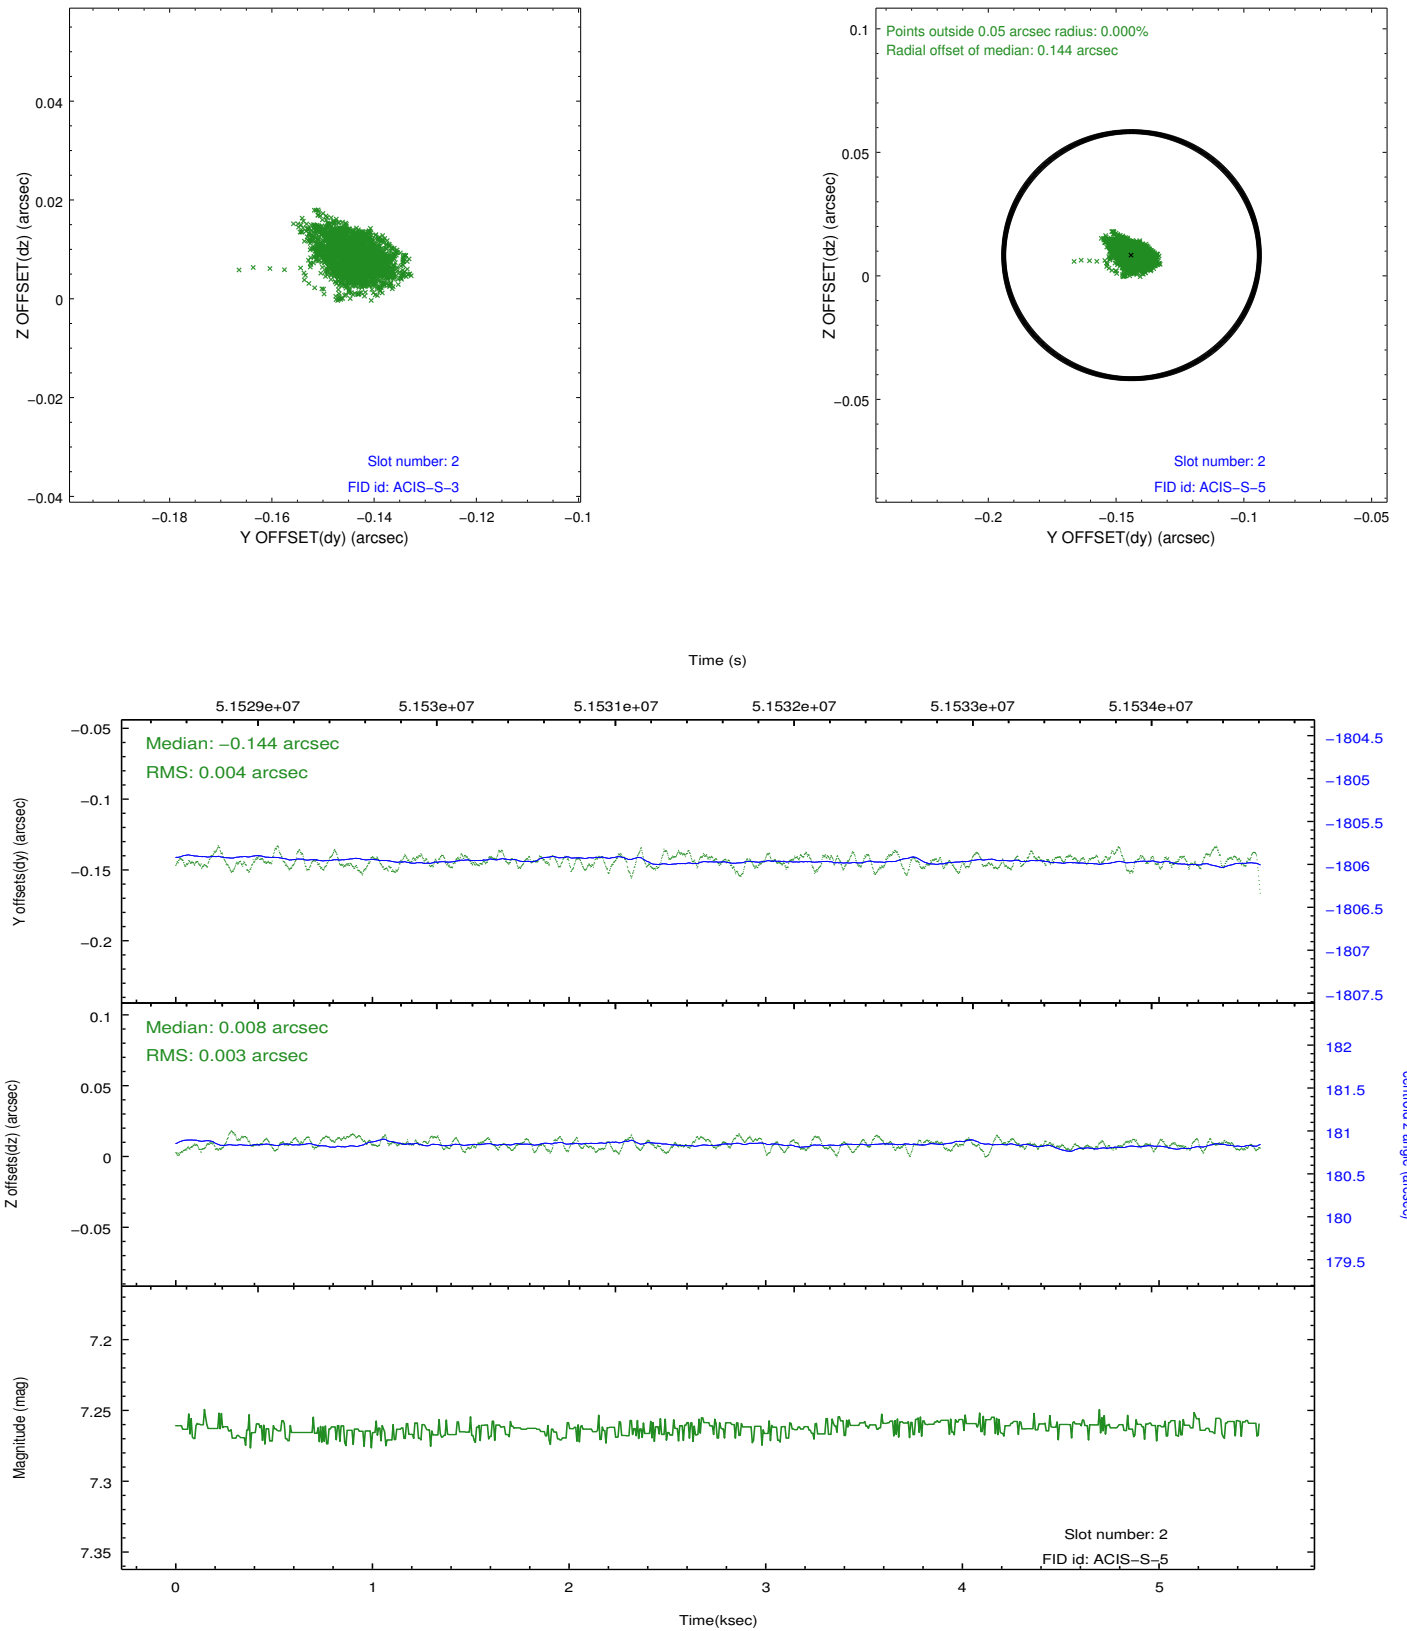 Z OFFSET(dz) (arcsec)
0.04
0.02
0
−0.02
−0.04
Slot number: 2
FID id: ACIS−S−3
−0.18 −0.16 −0.14 −0.12 −0.1
Y OFFSET(dy) (arcsec)
Points outside 0.05 arcsec radius: 0.000%
Radial offset of median: 0.144 arcsec
Z OFFSET(dz) (arcsec)
0.1
0.05
0
−0.05
Slot number: 2
FID id: ACIS−S−5
−0.2 −0.15 −0.1 −0.05
Y OFFSET(dy) (arcsec)
Time (s)
5.1529e+07 5.153e+07 5.1531e+07 5.1532e+07 5.1533e+07 5.1534e+07
Y offsets(dy) (arcsec)
−0.05
−0.1
−0.15
−0.2
Median: −0.144 arcsec
RMS: 0.004 arcsec
−1804.5
−1805
−1805.5
−1806
−1806.5
−1807
−1807.5
Z offsets(dz) (arcsec)
0.1
0.05
0
−0.05
Median: 0.008 arcsec
RMS: 0.003 arcsec
182
181.5
181
180.5
180
179.5
centroid z angle (arcsec)
Magnitude (mag)
7.2
7.25
7.3
7.35
Slot number: 2
FID id: ACIS−S−5
0 1 2 3 4 5
Time(ksec)